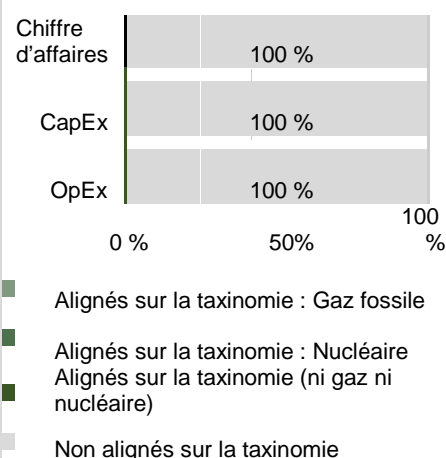 Chiffre
d'affaires
100 %
CapEx
100 %
OpEx
100 %
100
0 %
50%
%
Alignés sur la taxinomie : Gaz fossile
Alignés sur la taxinomie : Nucléaire
Alignés sur la taxinomie (ni gaz ni
nucléaire)
Non alignés sur la taxinomie